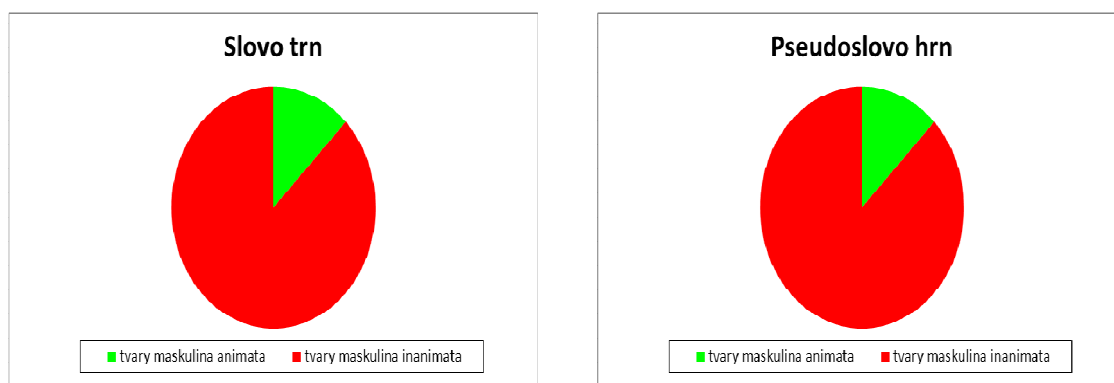 Slovo trn
tvary maskulina animata tvary maskulina inanimata
Pseudoslovo hrn
tvary maskulina animata tvary maskulina inanimata